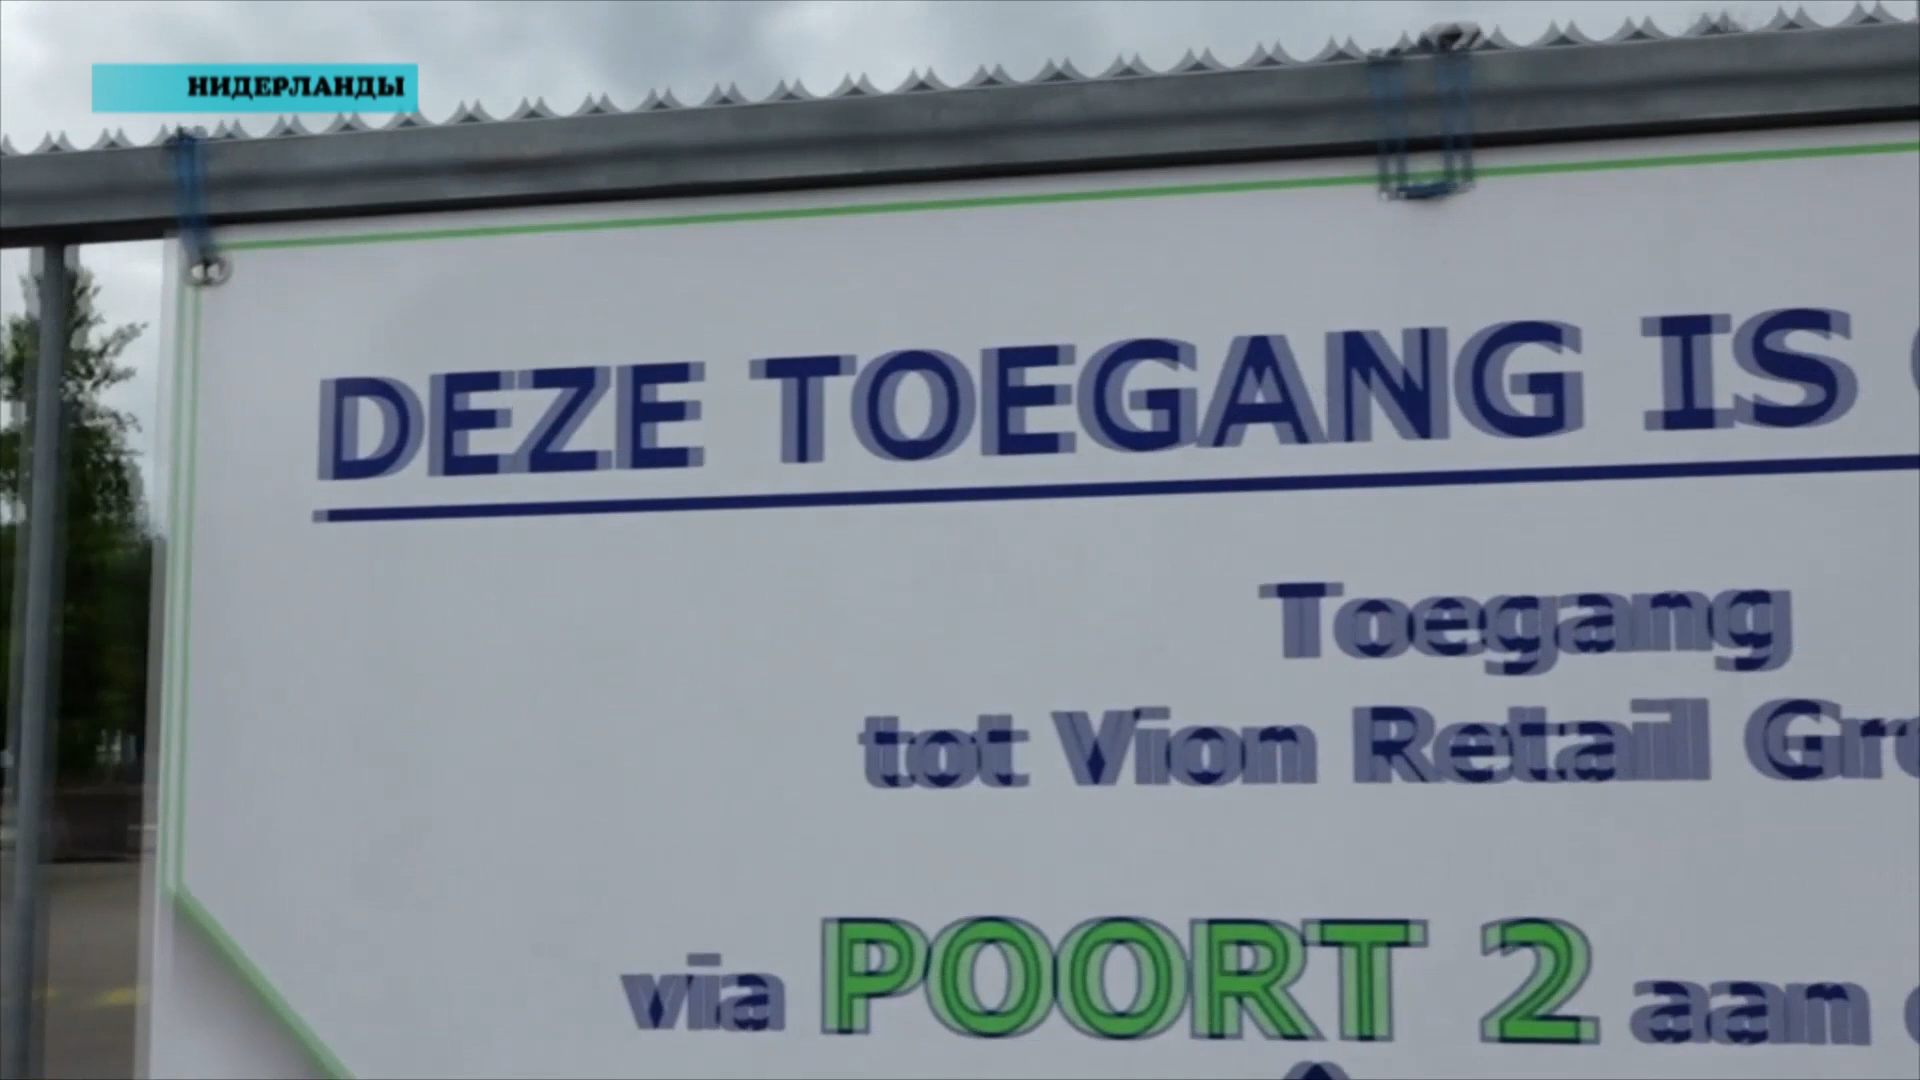 НИДЕРЛАНДЫ
DEZE TOEGANG IS
Toegang
tot Vion Retail
via POORT 2 aan